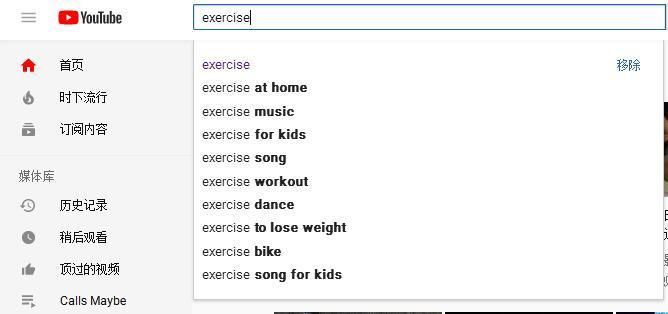 YouTube
exercise
exercise 移除
exercise at home
exercise music
exercise for kids
exercise song
exercise workout
exercise dance
exercise to lose weight
exercise bike
exercise song for kids
首页
时下流行
订阅内容
媒体库
历史记录
稍后观看
顶过的视频
Calls Maybe